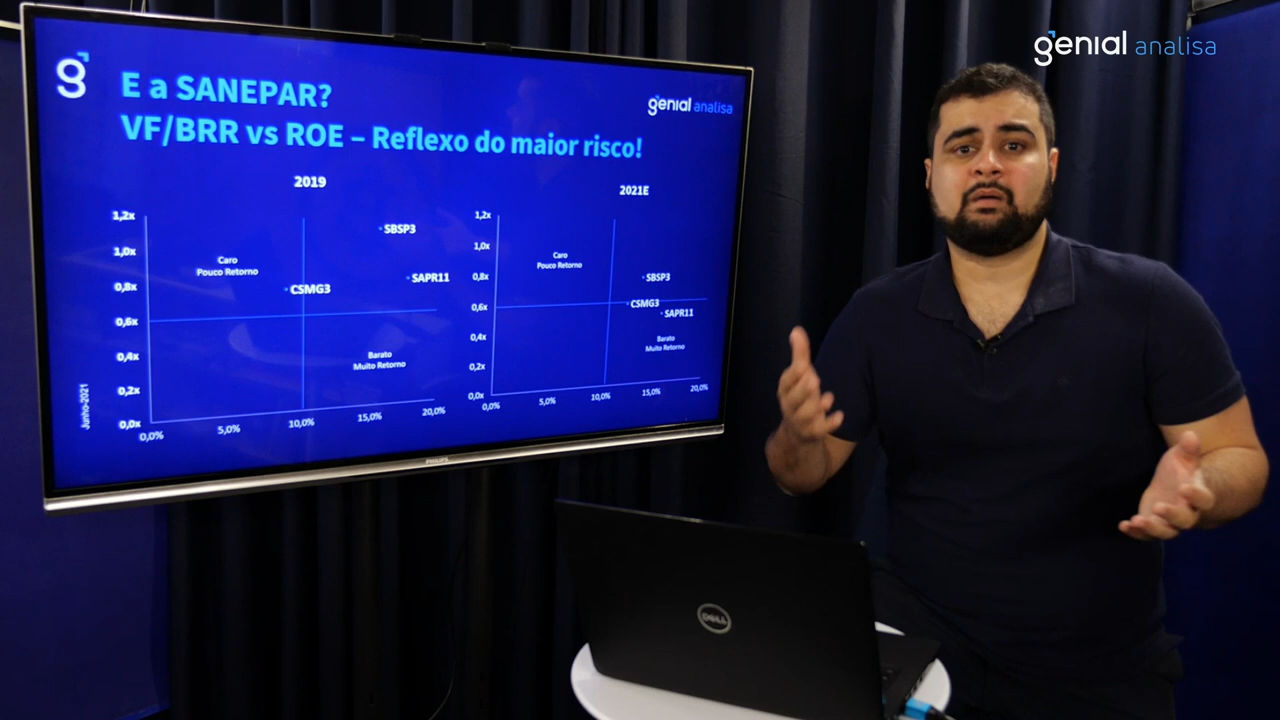 genial analisa
g
E a SANEPAR?
genial analisa
VF/BRR vs ROE – Reflexo do maior risco!
2019
1,2x
1,0x
0,8x
0,6x
0,4x
0,2x
0,0x
0,0%
5,0%
10,0%
15,0%
20,0%
Caro
Pouco Retorno
SBSP3
SAPR11
CSMG3
Barato
Muito Retorno
2021E
1,2x
1,0x
0,8x
0,6x
0,4x
0,2x
0,0x
0,0%
5,0%
10,0%
15,0%
20,0%
Caro
Pouco Retorno
SBSP3
CSMG3
SAPR11
Barato
Muito Retorno
Junho-2021
PHILIPS
DELL